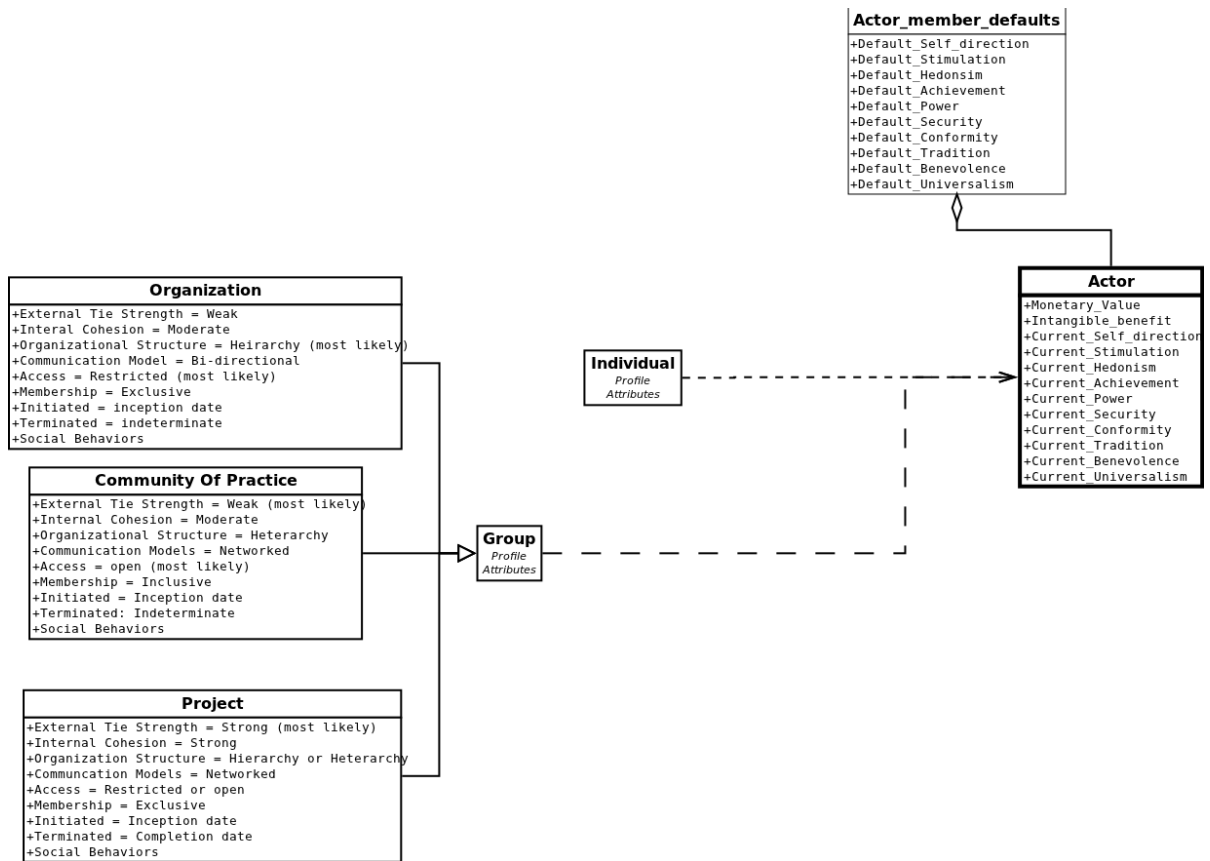 Actor_member_defaults
+Default_Self_direction
+Default_Stimulation
+Default_Hedonsim
+Default_Achievement
+Default_Power
+Default_Security
+Default_Conformity
+Default_Tradition
+Default_Benevolence
+Default_Universalism
Organization
+External Tie Strength = Weak
+Interal Cohesion = Moderate
+Organizational Structure = Heirarchy (most likely)
+Communication Model = Bi-directional
+Access = Restricted (most likely)
+Membership = Exclusive
+Initiated = inception date
+Terminated = indeterminate
+Social Behaviors
Individual
Profile
Attributes
Actor
+Monetary_Value
+Intangible_benefit
+Current_Self_direction
+Current_Stimulation
+Current_Hedonism
+Current_Achievement
+Current_Power
+Current_Security
+Current_Conformity
+Current_Tradition
+Current_Benevolence
+Current_Universalism
Community Of Practice
+External Tie Strength = Weak (most likely)
+Internal Cohesion = Moderate
+Organizational Structure = Heterarchy
+Communication Models = Networked
+Access = open (most likely)
+Membership = Inclusive
+Initiated = Inception date
+Terminated: Indeterminate
+Social Behaviors
Group
Profile
Attributes
Project
+External Tie Strength = Strong (most likely)
+Internal Cohesion = Strong
+Organization Structure = Hierarchy or Heterarchy
+Communcation Models = Networked
+Access = Restricted or open
+Membership = Exclusive
+Initiated = Inception date
+Terminated = Completion date
+Social Behaviors